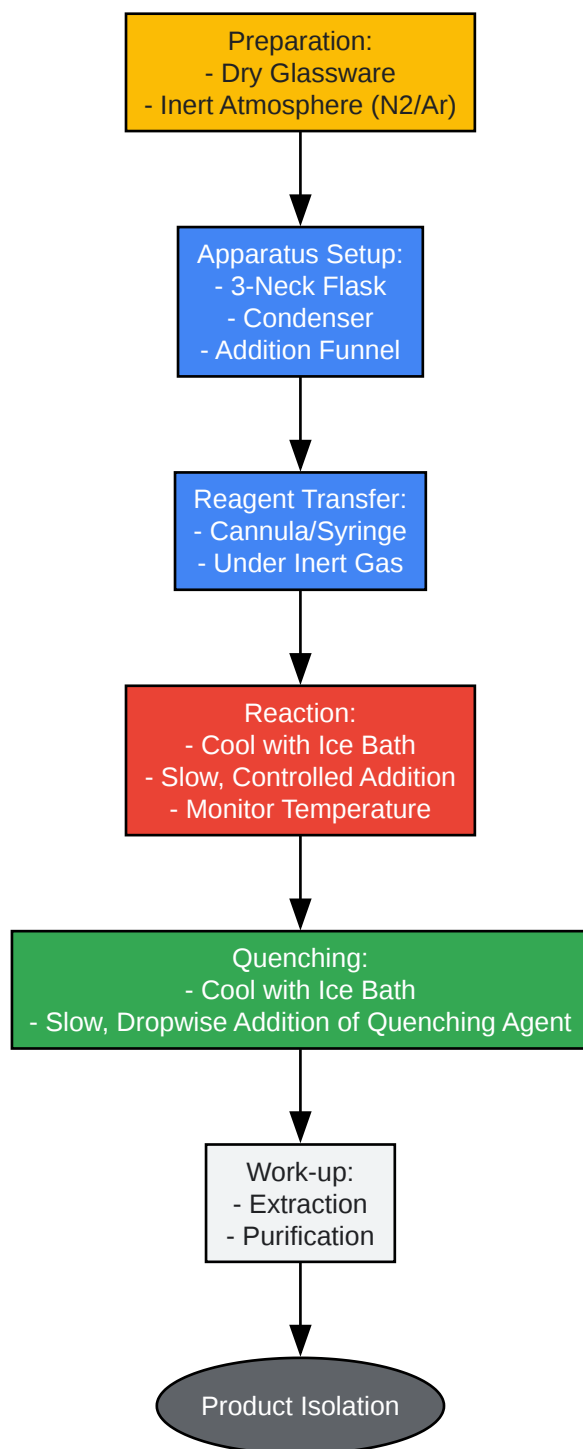 Preparation:
- Dry Glassware
- Inert Atmosphere (N2/Ar)
Apparatus Setup:
- 3-Neck Flask
- Condenser
- Addition Funnel
Reagent Transfer:
- Cannula/Syringe
- Under Inert Gas
Reaction:
- Cool with Ice Bath
- Slow, Controlled Addition
- Monitor Temperature
Quenching:
- Cool with Ice Bath
- Slow, Dropwise Addition of Quenching Agent
Work-up:
- Extraction
- Purification
Product Isolation